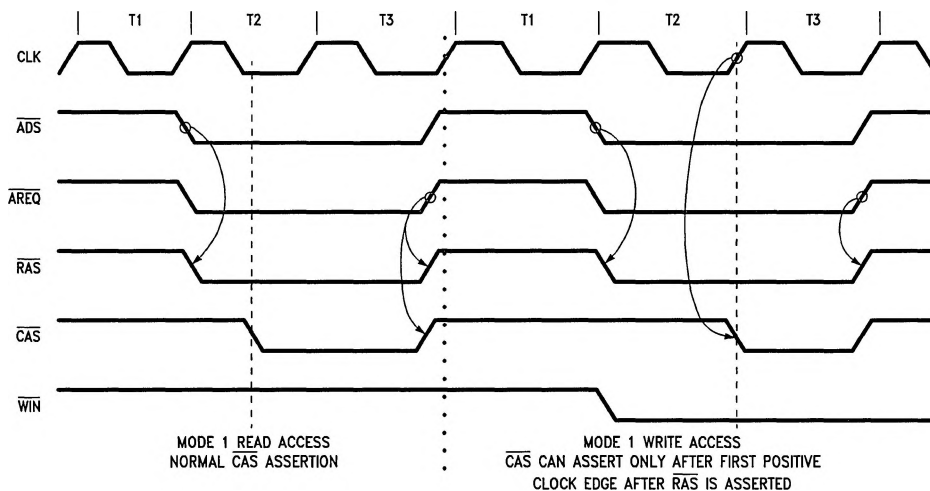 T1 T2 T3 T1 T2 T3
CLK
ADS
AREQ
RAS
CAS
WIN
MODE 1 READ ACCESS
NORMAL CAS ASSERTION
MODE 1 WRITE ACCESS
CAS CAN ASSERT ONLY AFTER FIRST POSITIVE
CLOCK EDGE AFTER RAS IS ASSERTED